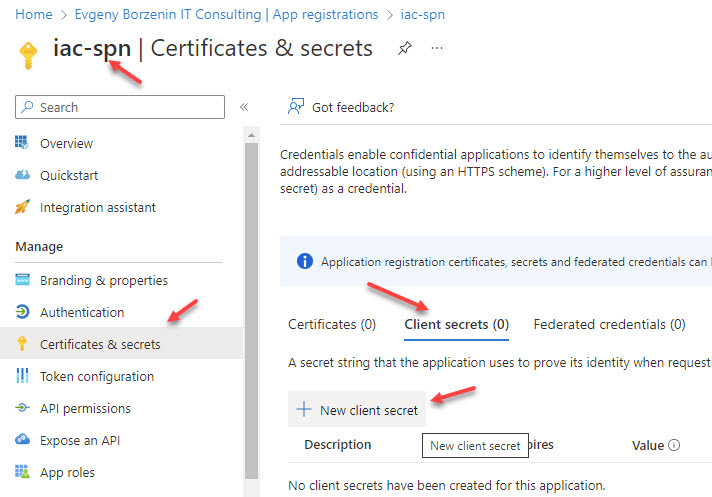 Home > Evgeny Borzenin IT Consulting | App registrations > iac-spn
iac-spn | Certificates & secrets
Search
Overview
Quickstart
Integration assistant
Manage
Branding & properties
Authentication
Certificates & secrets
Token configuration
API permissions
Expose an API
App roles
Got feedback?
Credentials enable confidential applications to identify themselves to the au
addressable location (using an HTTPS scheme). For a higher level of assuran
secret) as a credential.
Application registration certificates, secrets and federated credentials can
Certificates (0) Client secrets (0) Federated credentials (0)
A secret string that the application uses to prove its identity when requesti
New client secret
Description New client secret pires Value
No client secrets have been created for this application.